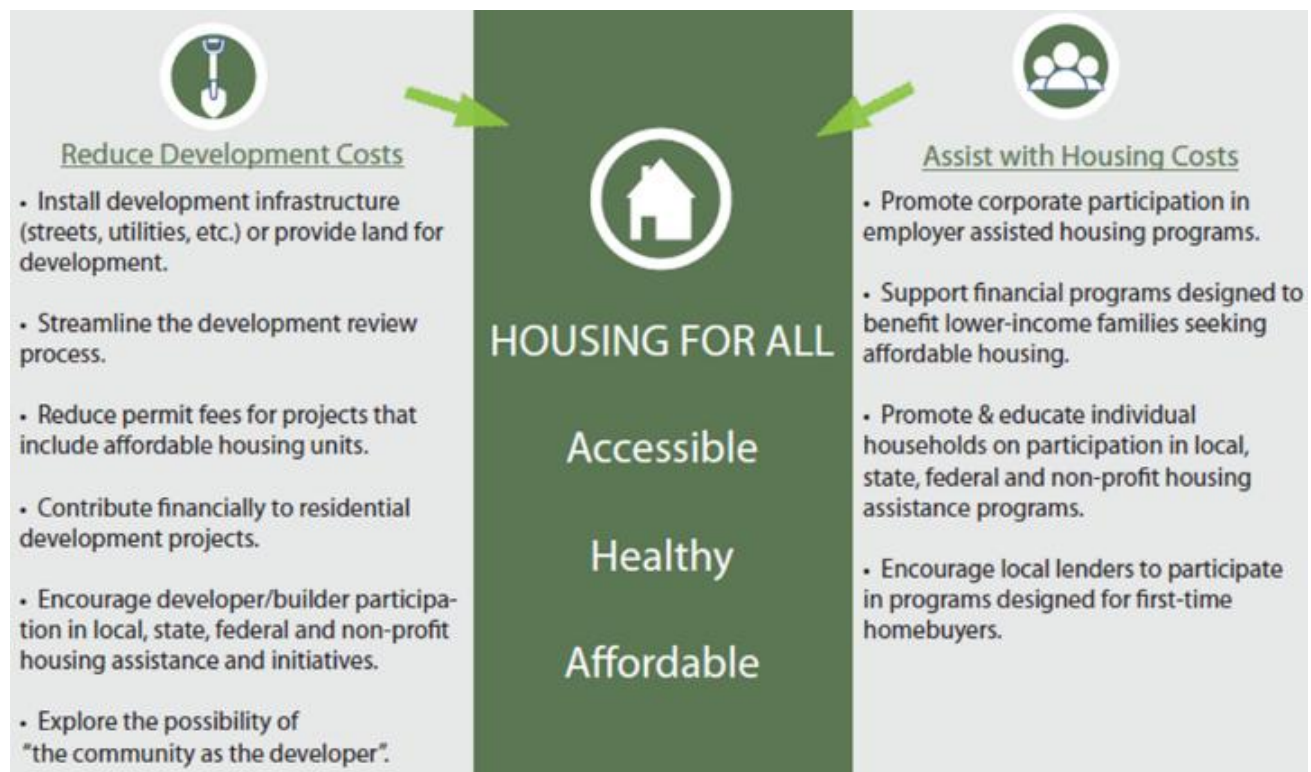 Reduce Development Costs
• Install development infrastructure
(streets, utilities, etc.) or provide land for
development.
• Streamline the development review
process.
• Reduce permit fees for projects that
include affordable housing units.
• Contribute financially to residential
development projects.
• Encourage developer/builder participa-
tion in local, state, federal and non-profit
housing assistance and initiatives.
• Explore the possibility of
"the community as the developer".
HOUSING FOR ALL
Accessible
Healthy
Affordable
Assist with Housing Costs
• Promote corporate participation in
employer assisted housing programs.
• Support financial programs designed to
benefit lower-income families seeking
affordable housing.
• Promote & educate individual
households on participation in local,
state, federal and non-profit housing
assistance programs.
• Encourage local lenders to participate
in programs designed for first-time
homebuyers.